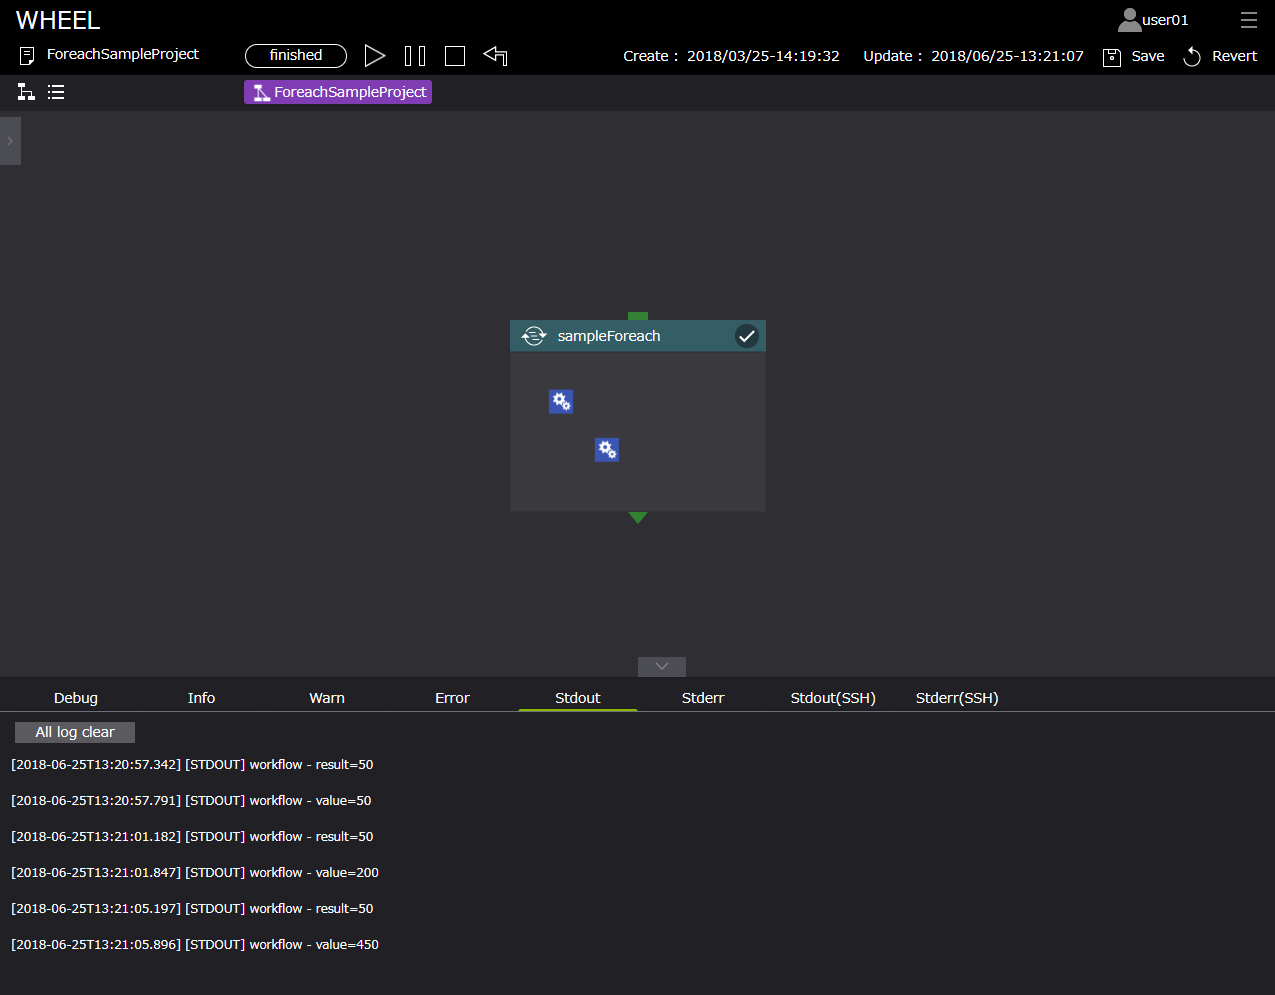 WHEEL
user01
ForeachSampleProject
finished
Create : 2018/03/25-14:19:32
Update : 2018/06/25-13:21:07
Save
Revert
ForeachSampleProject
sampleForeach
Debug
Info
Warn
Error
Stdout
Stderr
Stdout(SSH)
Stderr(SSH)
All log clear
[2018-06-25T13:20:57.342] [STDOUT] workflow - result=50
[2018-06-25T13:20:57.791] [STDOUT] workflow - value=50
[2018-06-25T13:21:01.182] [STDOUT] workflow - result=50
[2018-06-25T13:21:01.847] [STDOUT] workflow - value=200
[2018-06-25T13:21:05.197] [STDOUT] workflow - result=50
[2018-06-25T13:21:05.896] [STDOUT] workflow - value=450